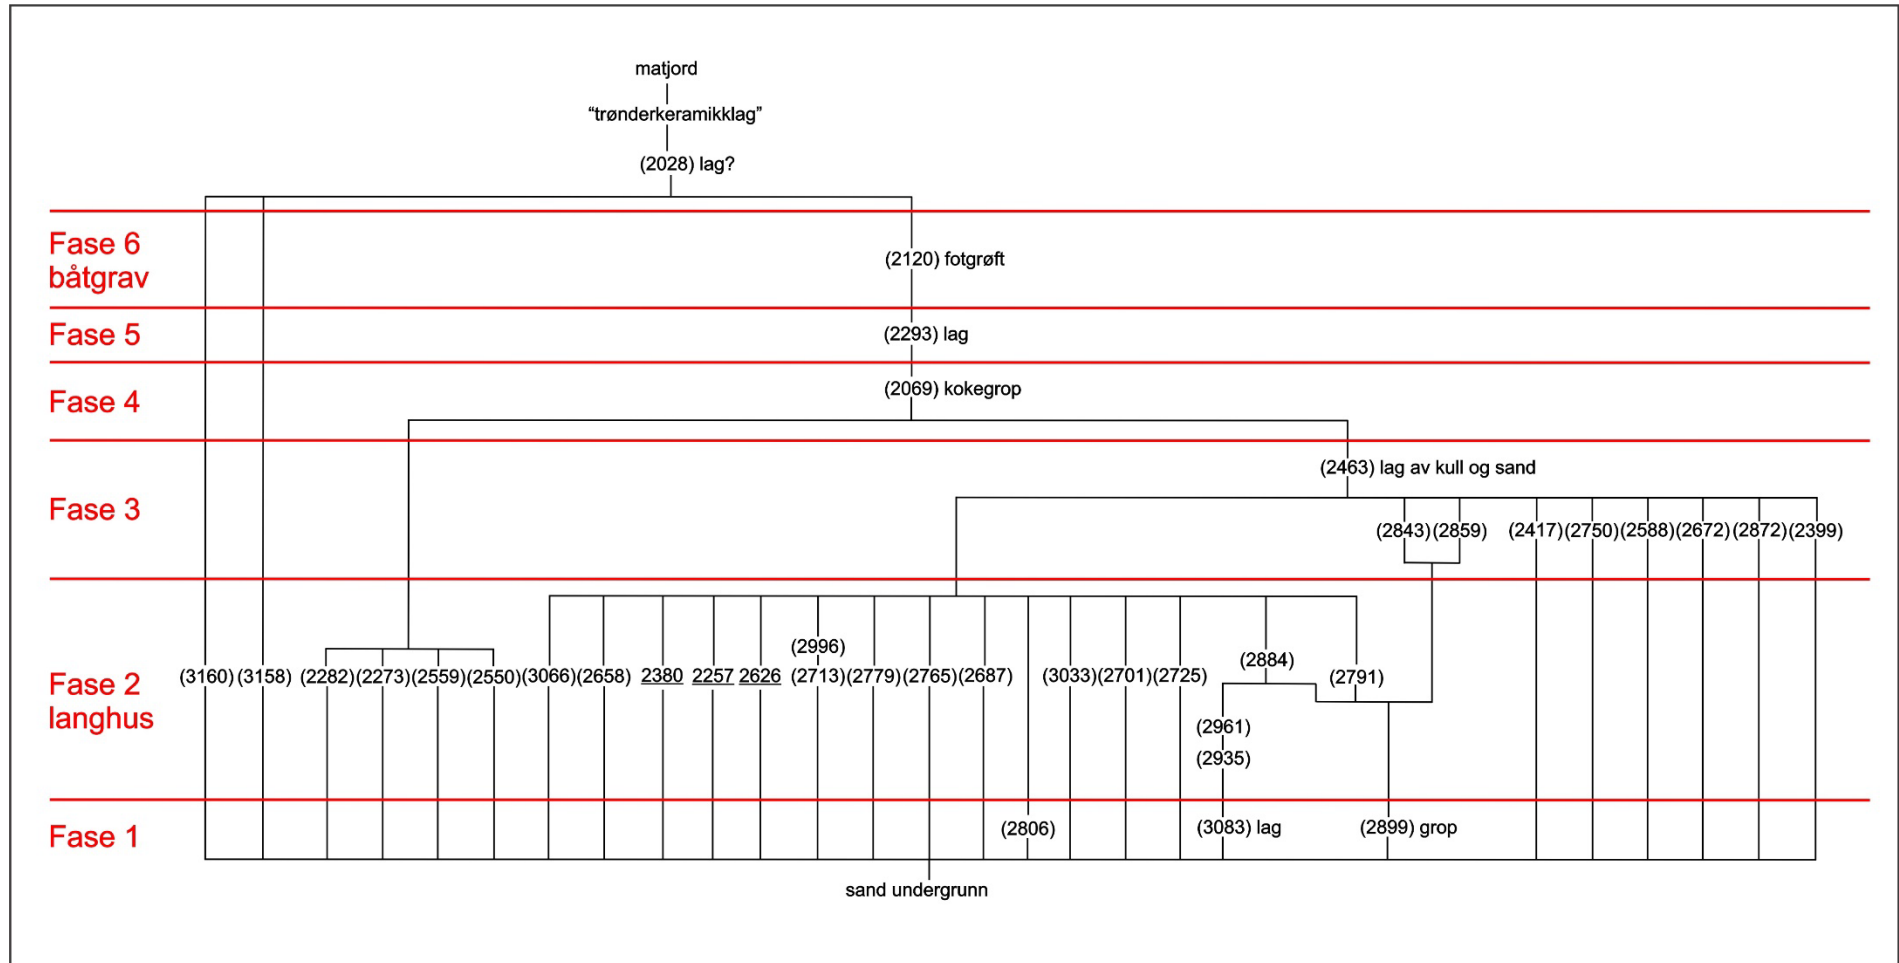 matjord
“trønderkeramikklag”
(2028) lag?
Fase 6
båtgrav
(2120) fotgrøft
Fase 5
(2293) lag
Fase 4
(2069) kokegrop
(2463) lag av kull og sand
Fase 3
(2843) (2859) (2417) (2750) (2588) (2672) (2872) (2399)
Fase 2
langhus
(2996)
(2884)
(3160) (3158) (2282) (2273) (2559) (2550) (3066) (2658) 2380 2257 2626 (2713) (2779) (2765) (2687) (3033) (2701) (2725) (2791)
(2961)
(2935)
Fase 1
(2806) (3083) lag (2899) grop
sand undergrunn